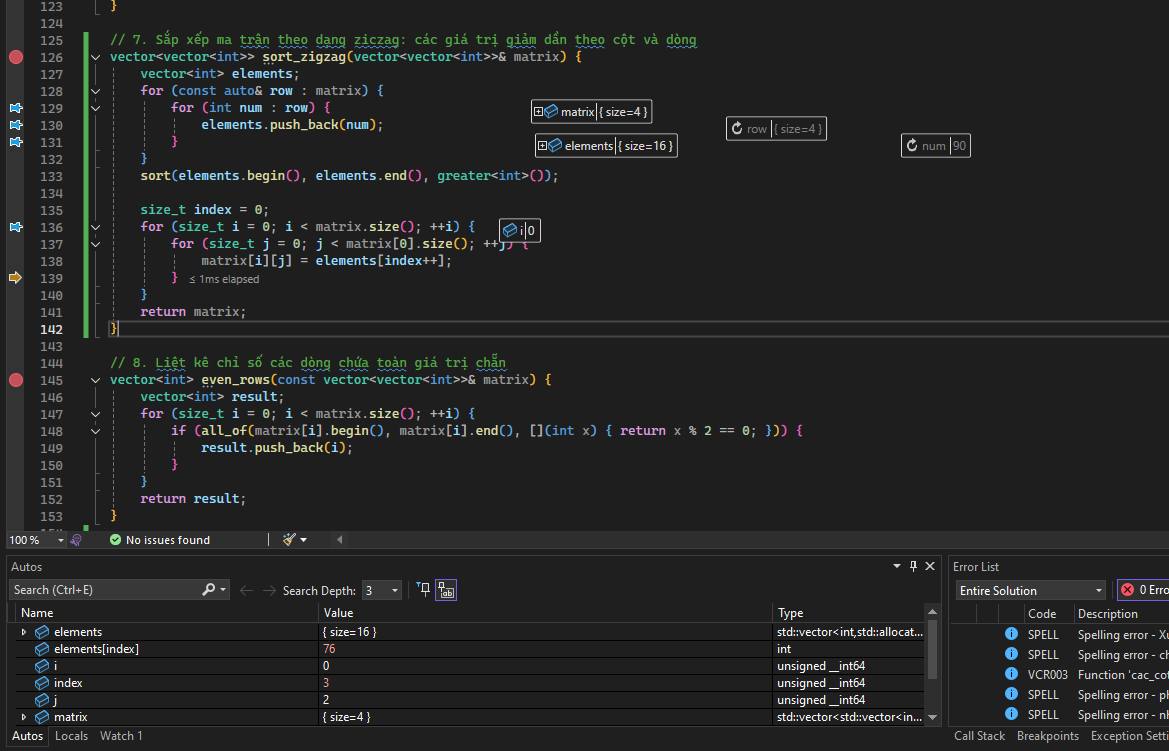 123 }
124
125 // 7. Sắp xếp ma trận theo dạng ziczag: các giá trị giảm dần theo cột và dòng
126 vector<vector<int>> sort_zigzag(vector<vector<int>>& matrix) {
127 vector<int> elements;
128 for (const auto& row : matrix) {
129 for (int num : row) { matrix { size=4 }
130 elements.push_back(num); row { size=4 }
131 } elements { size=16 } num 90
132 }
133 sort(elements.begin(), elements.end(), greater<int>());
134
135 size_t index = 0;
136 for (size_t i = 0; i < matrix.size(); ++i) { i 0
137 for (size_t j = 0; j < matrix[0].size(); ++j) {
138 matrix[i][j] = elements[index++];
139 } ≤ 1ms elapsed
140 }
141 return matrix;
142 }
143
144 // 8. Liệt kê chỉ số các dòng chứa toàn giá trị chẵn
145 vector<int> even_rows(const vector<vector<int>>& matrix) {
146 vector<int> result;
147 for (size_t i = 0; i < matrix.size(); ++i) {
148 if (all_of(matrix[i].begin(), matrix[i].end(), [](int x) { return x % 2 == 0; })) {
149 result.push_back(i);
150 }
151 }
152 return result;
153 }
100 % No issues found
Autos Error List
Search (Ctrl+E) Search Depth: 3 Entire Solution 0 Erro
Name Value Type Code Description
elements { size=16 } std::vector<int,std::allocat... SPELL Spelling error - Xu
elements[index] 76 int SPELL Spelling error - ch
i 0 unsigned __int64 VCR003 Function 'cac_cot
index 3 unsigned __int64 SPELL Spelling error - ph
j 2 unsigned __int64 SPELL Spelling error - nh
matrix { size=4 } std::vector<std::vector<in...
Autos Locals Watch 1 Call Stack Breakpoints Exception Setti